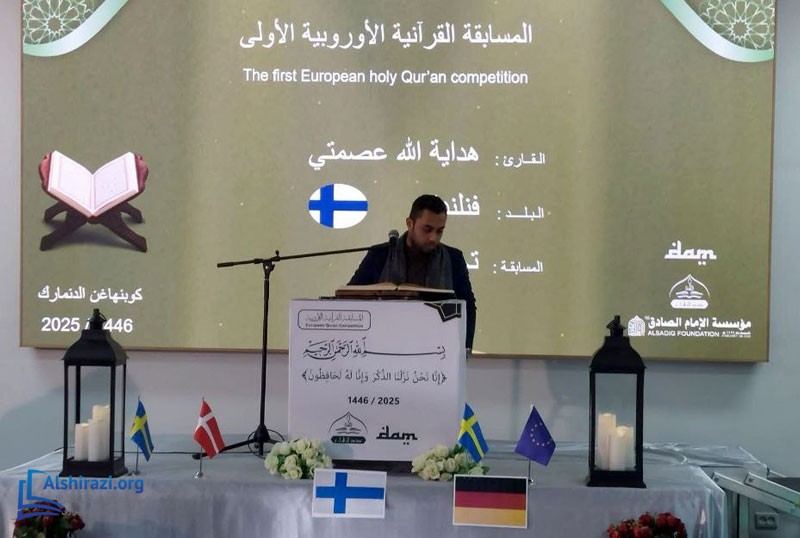 المسابقة القرآنية الأوروبية الأولى
The first European holy Qur'an competition
القارئ : هداية الله عصمتي
البلد :
المسابقة :
كوبنهاغن الدنمارك
2025 / 1446
dam
مؤسسة الإمام الصادق
ALSADIQ FOUNDATION
المسابقة القرآنية الأوروبية
European Quran Competition
بسم الله الرحمن الرحيم
﴿إِنَّا نَحْنُ نَزَّلْنَا الذِّكْرَ وَإِنَّا لَهُ لَحَافِظُونَ﴾
1446 / 2025
dam
Alshirazi.org